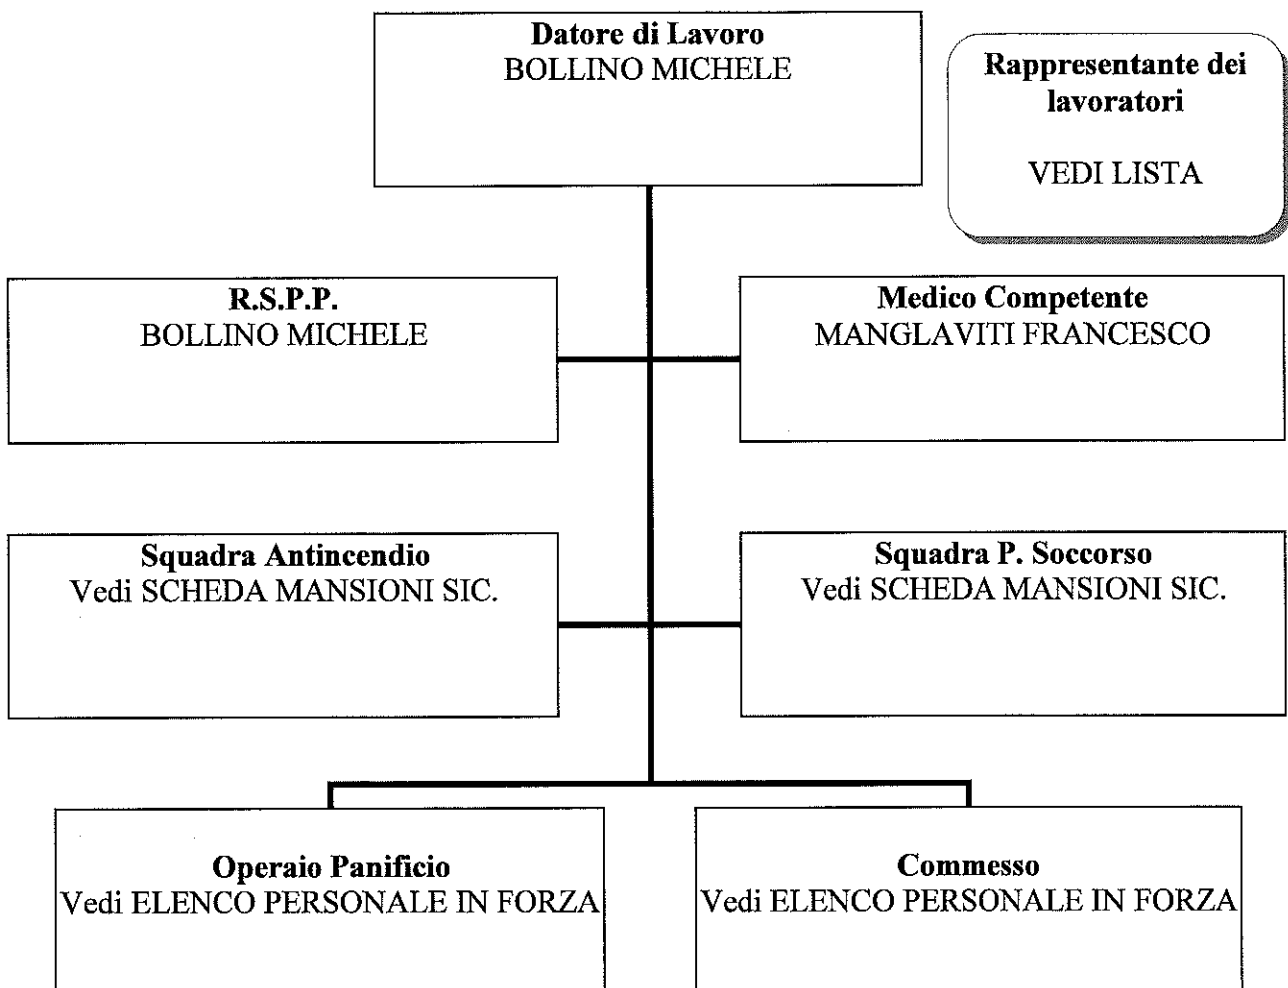 Datore di Lavoro
BOLLINO MICHELE
Rappresentante dei
lavoratori
VEDI LISTA
R.S.P.P.
BOLLINO MICHELE
Medico Competente
MANGLAVITI FRANCESCO
Squadra Antincendio
Vedi SCHEDA MANSIONI SIC.
Squadra P. Soccorso
Vedi SCHEDA MANSIONI SIC.
Operaio Panificio
Vedi ELENCO PERSONALE IN FORZA
Commesso
Vedi ELENCO PERSONALE IN FORZA